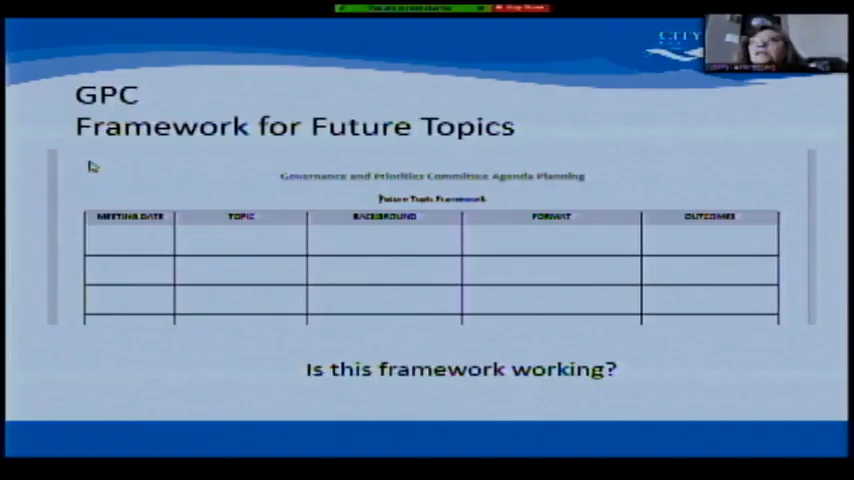 CITY
GPC
Framework for Future Topics
Governance and Priorities Committee Agenda Planning
Future Topic Framework
MEETING DATE TOPIC BACKGROUND FORMAT OUTCOMES
Is this framework working?